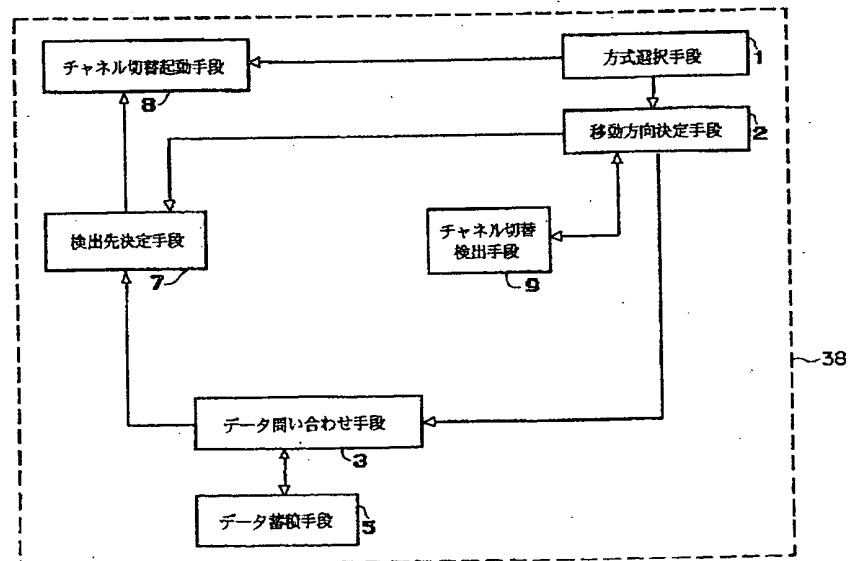 チャネル切替起動手段
8
方式選択手段
1
移動方向決定手段
2
検出先決定手段
7
チャネル切替
検出手段
9
38
データ問い合わせ手段
3
データ蓄積手段
5